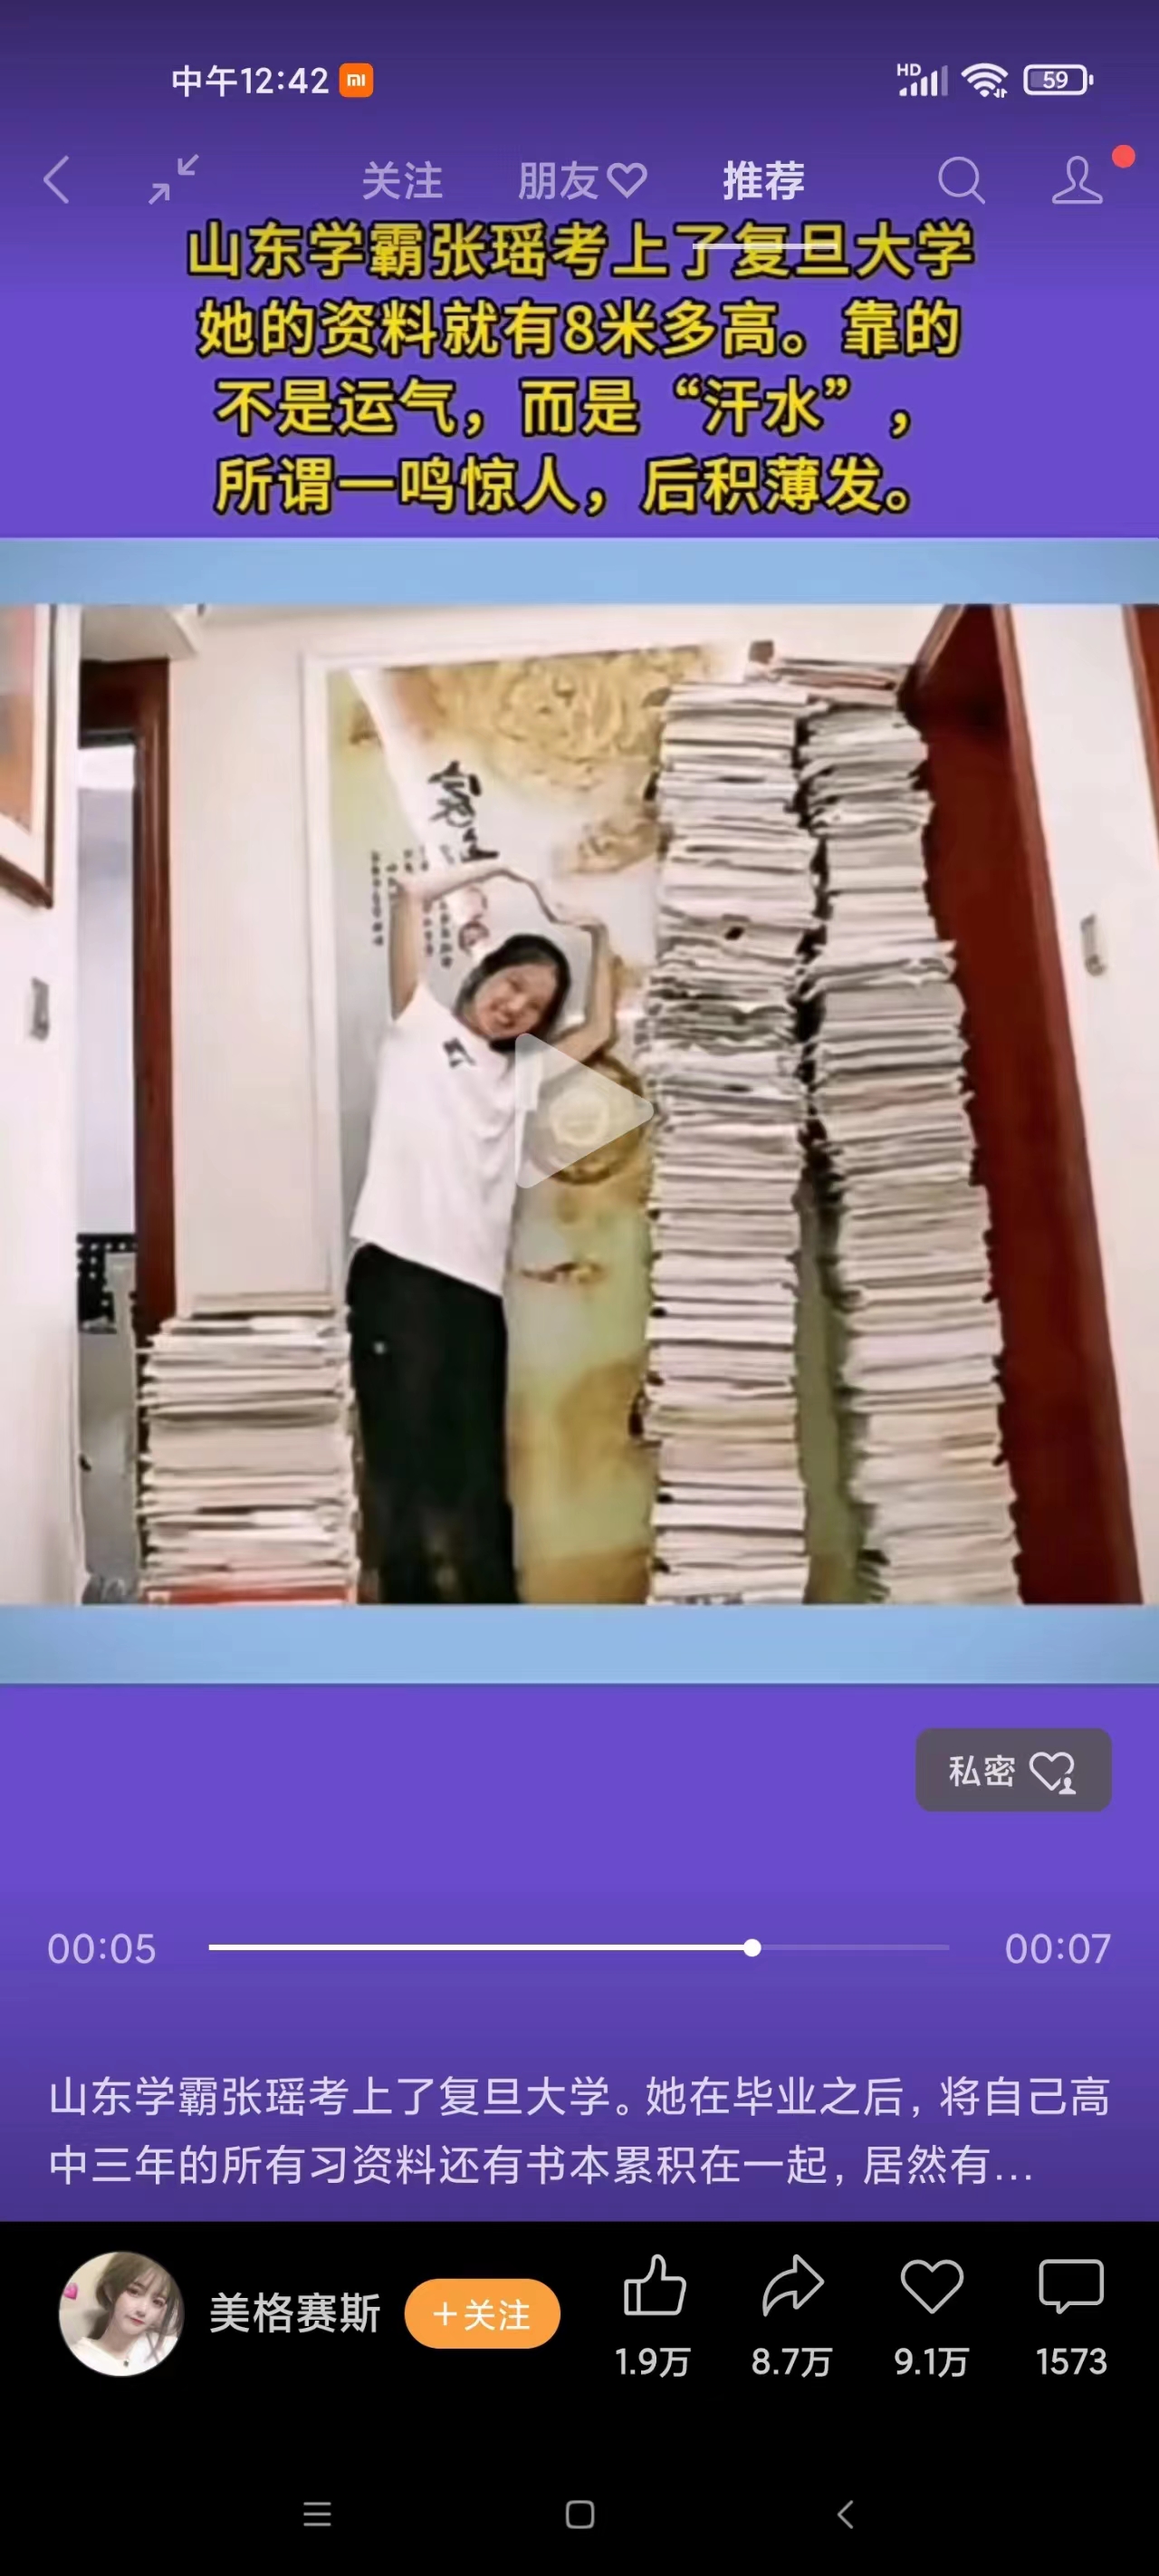 中午12:42
HD
59
关注 朋友 推荐
山东学霸张瑶考上了复旦大学
她的资料就有8米多高。靠的
不是运气，而是“汗水”，
所谓一鸣惊人，后积薄发。
家
私密
00:05 00:07
山东学霸张瑶考上了复旦大学。她在毕业之后，将自己高
中三年的所有习资料还有书本累积在一起，居然有...
美格赛斯 +关注 1.9万 8.7万 9.1万 1573